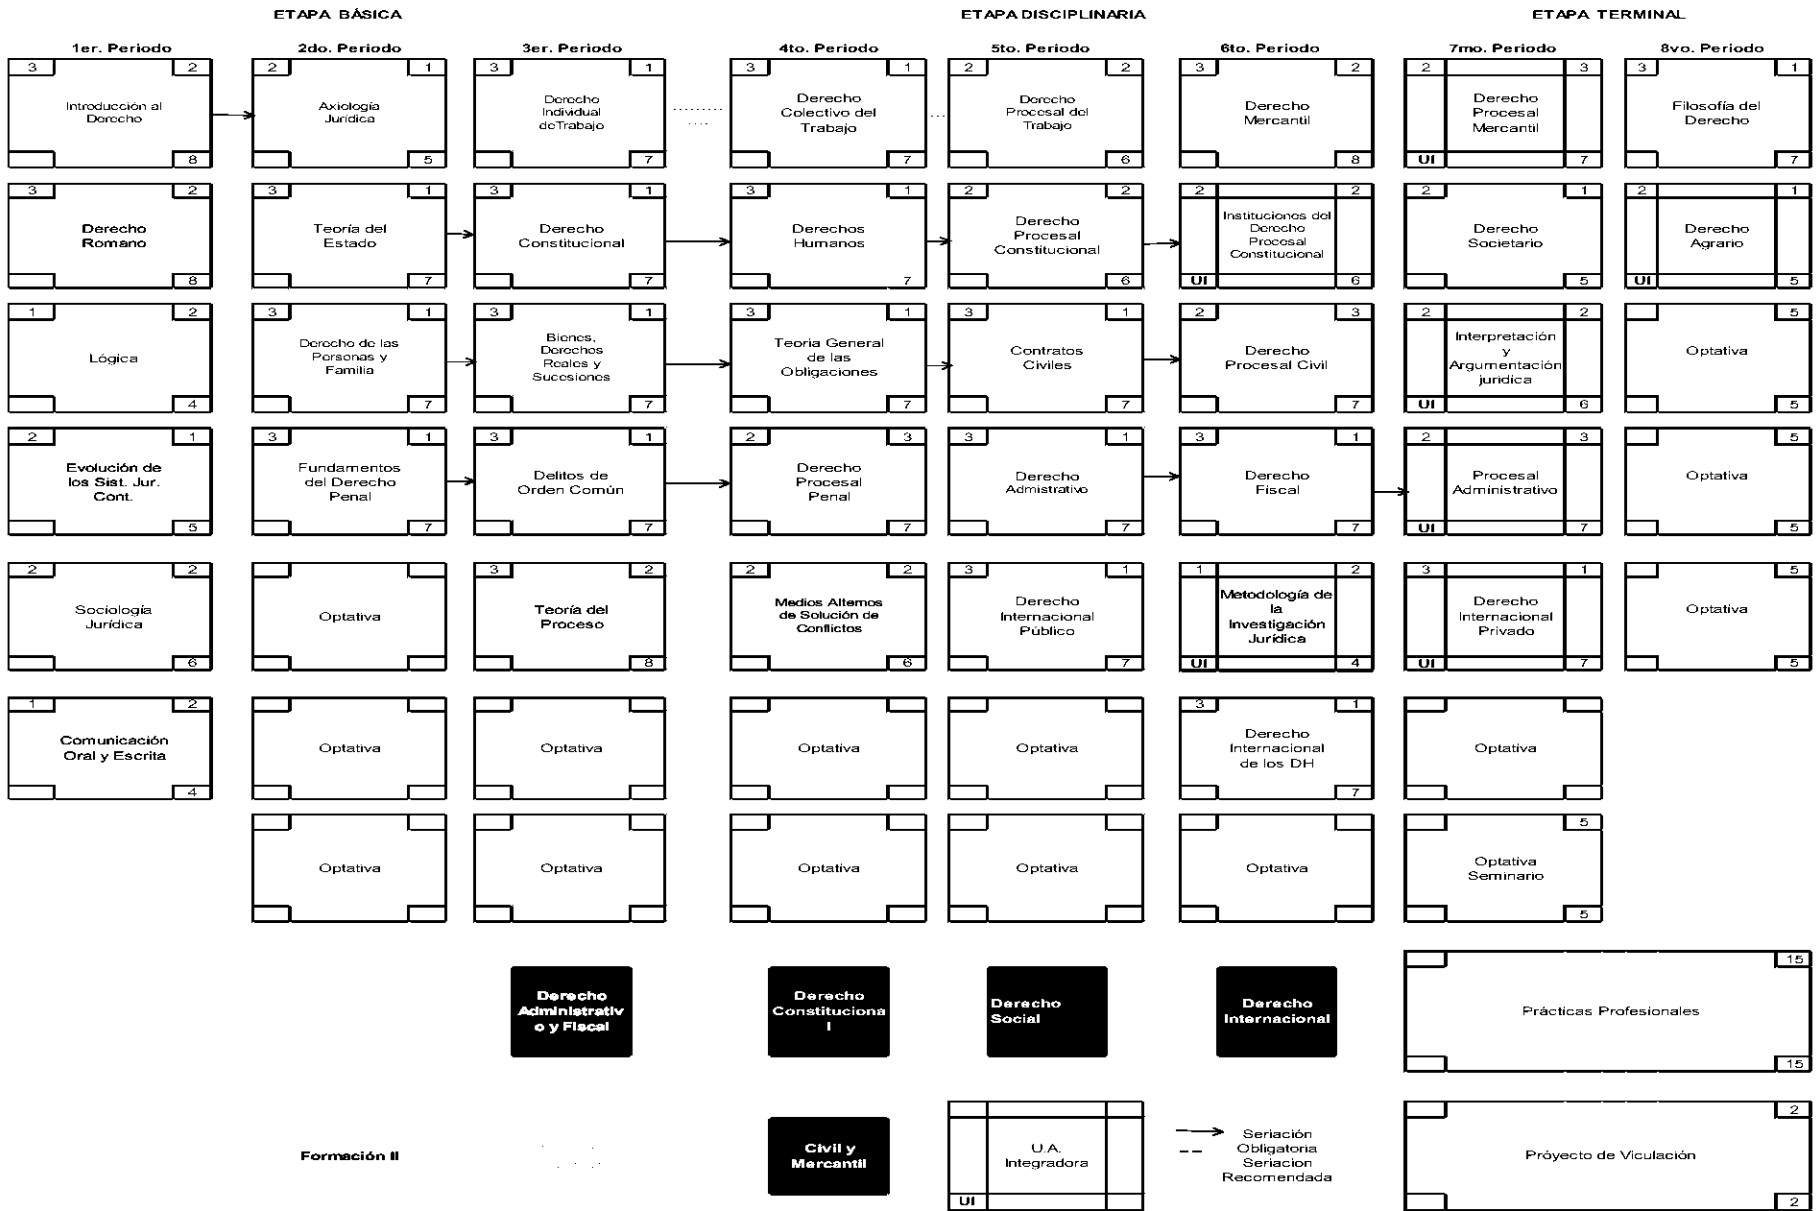 ETAPA BÁSICA
ETAPA DISCIPLINARIA
ETAPA TERMINAL
1er. Periodo
2do. Periodo
3er. Periodo
4to. Periodo
5to. Periodo
6to. Periodo
7mo. Periodo
8vo. Periodo
3 2
Introducción al
Derecho
8
2 1
Axiología
Jurídica
5
3 1
Derecho
Individual
deTrabajo
7
3 1
Derecho
Colectivo del
Trabajo
7
2 2
Derecho
Procesal del
Trabajo
6
3 2
Derecho
Mercantil
8
2 3
Derecho
Procesal
Mercantil
UI 7
3 1
Filosofía del
Derecho
7
3 2
Derecho
Romano
8
3 1
Teoría del
Estado
7
3 1
Derecho
Constitucional
7
3 1
Derechos
Humanos
7
2 2
Derecho
Procesal
Constitucional
6
2 2
Instituciones del
Derecho
Procesal
Constitucional
UI 6
2 1
Derecho
Societario
5
2 1
Derecho
Agrario
UI 5
1 2
Lógica
4
3 1
Derecho de las
Personas y
Familia
7
3 1
Bienes,
Derechos
Reales y
Sucesiones
7
3 1
Teoria General
de las
Obligaciones
7
3 1
Contratos
Civiles
7
2 3
Derecho
Procesal Civil
7
2 2
Interpretación
y
Argumentación
juridica
UI 6
5
Optativa
5
2 1
Evolución de
los Sist. Jur.
Cont.
5
3 1
Fundamentos
del Derecho
Penal
7
3 1
Delitos de
Orden Común
7
2 3
Derecho
Procesal
Penal
7
3 1
Derecho
Admistrativo
7
3 1
Derecho
Fiscal
7
2 3
Procesal
Administrativo
UI 7
5
Optativa
5
2 2
Sociología
Jurídica
6
Optativa
3 2
Teoría del
Proceso
8
2 2
Medios Alternos
de Solución de
Conflictos
6
3 1
Derecho
Internacional
Público
7
1 2
Metodología de
la
Investigación
Jurídica
UI 4
3 1
Derecho
Internacional
Privado
UI 7
5
Optativa
5
1 2
Comunicación
Oral y Escrita
4
Optativa
Optativa
Optativa
Optativa
3 1
Derecho
Internacional
de los DH
7
Optativa
Optativa
Optativa
Optativa
Optativa
Optativa
5
Optativa
Seminario
5
Derecho
Administrativ
o y Fiscal
Derecho
Constituciona
l
Derecho
Social
Derecho
Internacional
15
Prácticas Profesionales
15
Formación II
Civil y
Mercantil
U.A.
Integradora
UI
Seriación
Obligatoria
Seriacion
Recomendada
2
Próyecto de Viculación
2